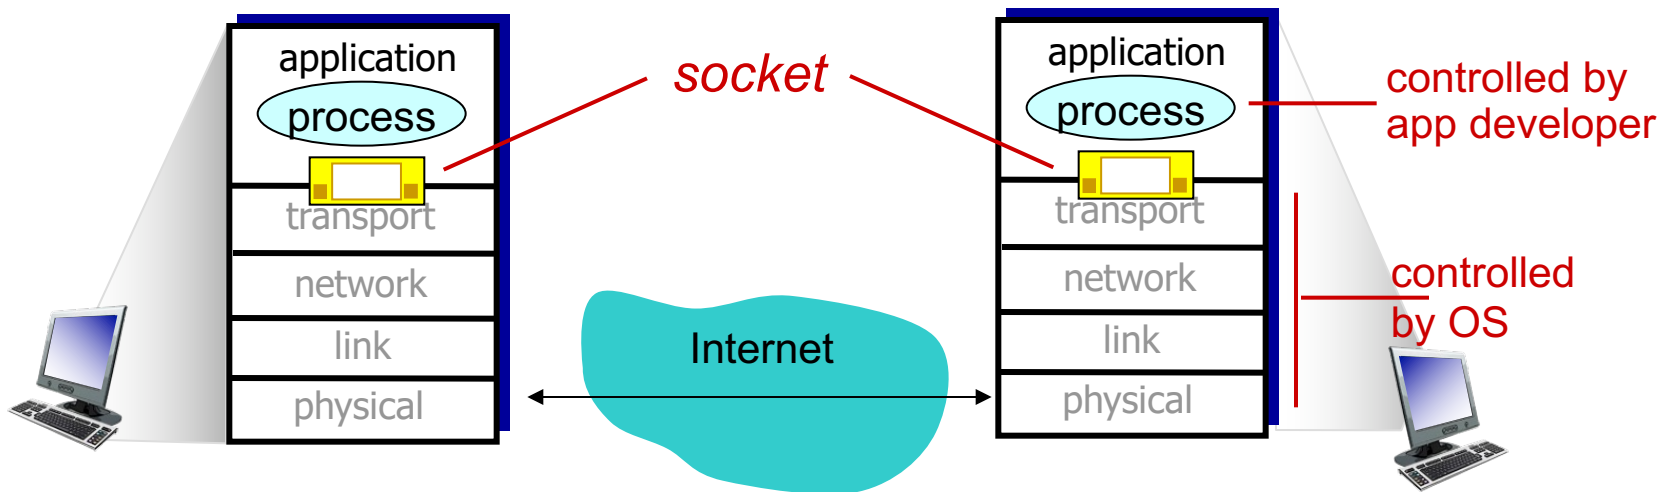 application
process
transport
network
link
physical
socket
Internet
application
process
transport
network
link
physical
controlled by
app developer
controlled
by OS